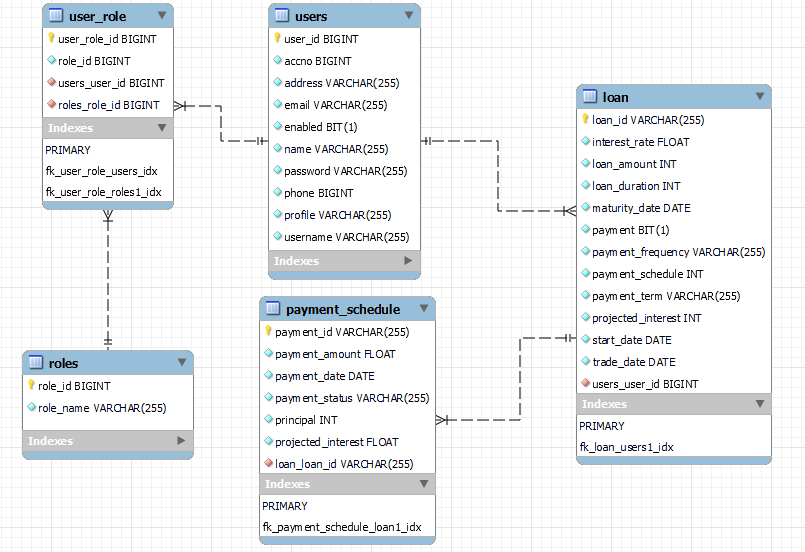 user_role
user_role_id BIGINT
role_id BIGINT
users_user_id BIGINT
roles_role_id BIGINT
Indexes
PRIMARY
fk_user_role_users_idx
fk_user_role_roles1_idx
users
user_id BIGINT
accno BIGINT
address VARCHAR(255)
email VARCHAR(255)
enabled BIT(1)
name VARCHAR(255)
password VARCHAR(255)
phone BIGINT
profile VARCHAR(255)
username VARCHAR(255)
Indexes
loan
loan_id VARCHAR(255)
interest_rate FLOAT
loan_amount INT
loan_duration INT
maturity_date DATE
payment BIT(1)
payment_frequency VARCHAR(255)
payment_schedule INT
payment_term VARCHAR(255)
projected_interest INT
start_date DATE
trade_date DATE
users_user_id BIGINT
Indexes
PRIMARY
fk_loan_users1_idx
roles
role_id BIGINT
role_name VARCHAR(255)
Indexes
payment_schedule
payment_id VARCHAR(255)
payment_amount FLOAT
payment_date DATE
payment_status VARCHAR(255)
principal INT
projected_interest FLOAT
loan_loan_id VARCHAR(255)
Indexes
PRIMARY
fk_payment_schedule_loan1_idx